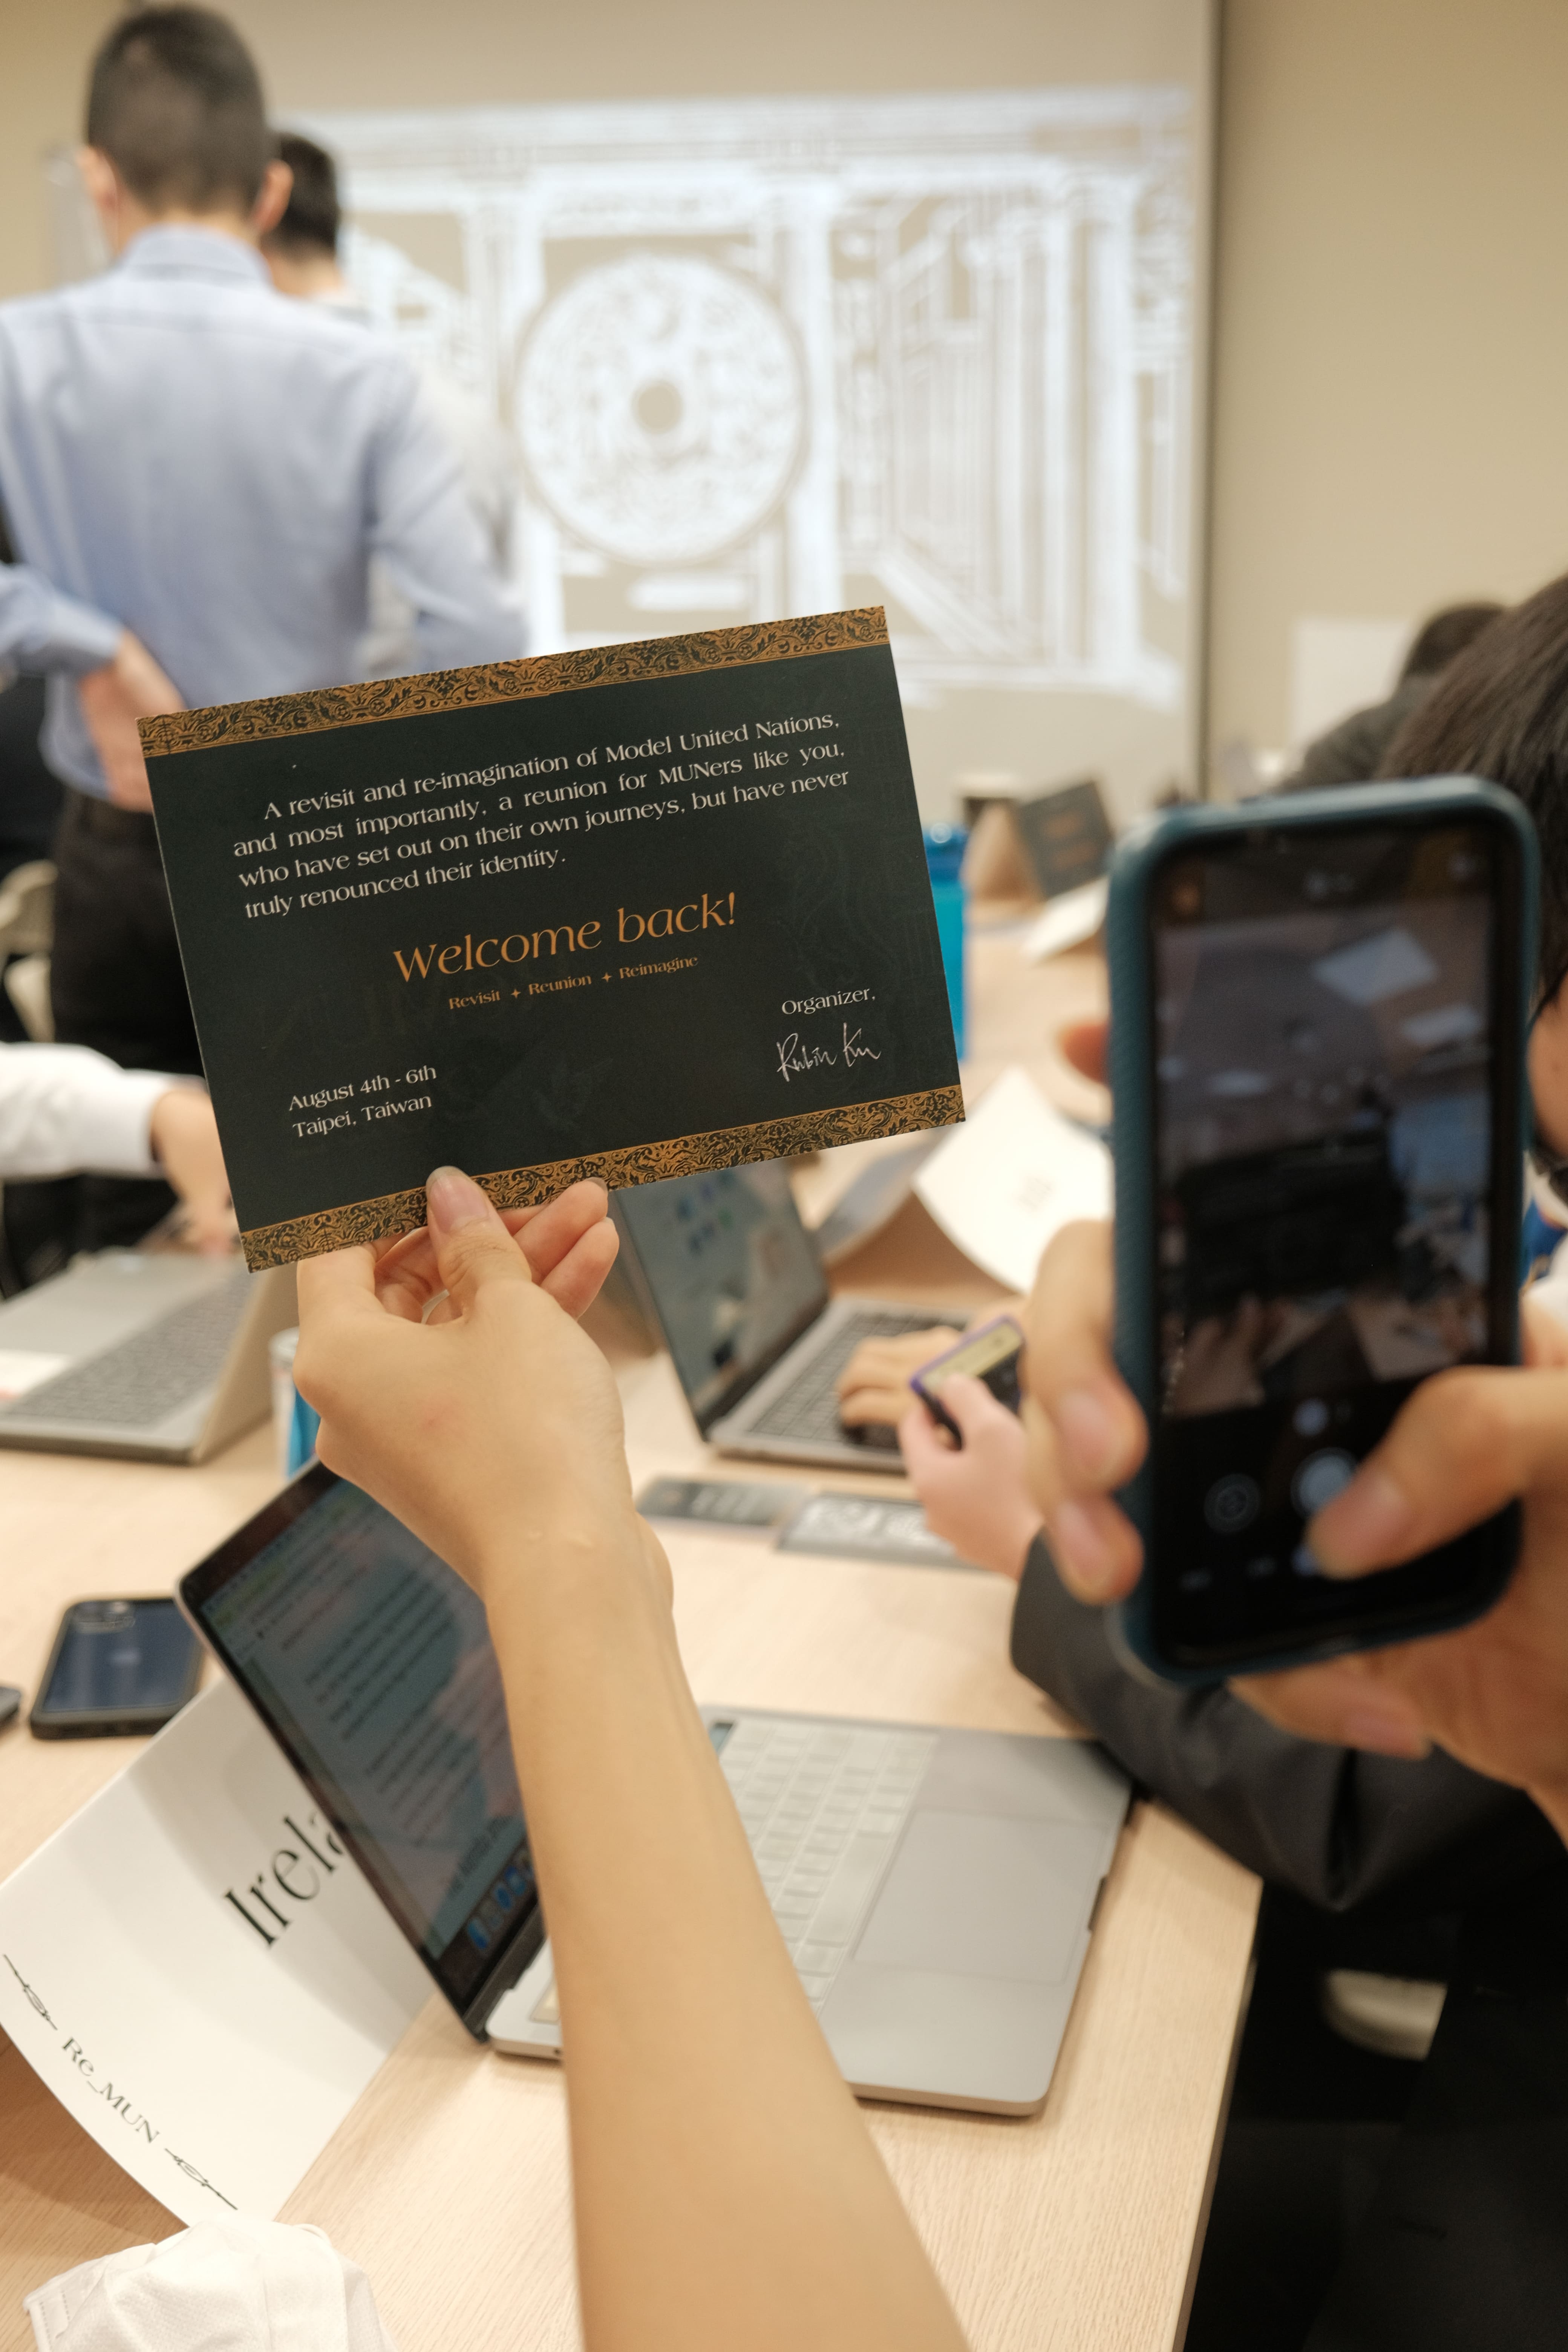 A revisit and re-imagination of Model United Nations,
and most importantly, a reunion for MUNers like you,
who have set out on their own journeys, but have never
truly renounced their identity.
Welcome back!
Revisit ✦ Reunion ✦ Reimagine
Organizer,
Rubin Ku
August 4th - 6th
Taipei, Taiwan
Irela
Re_MUN